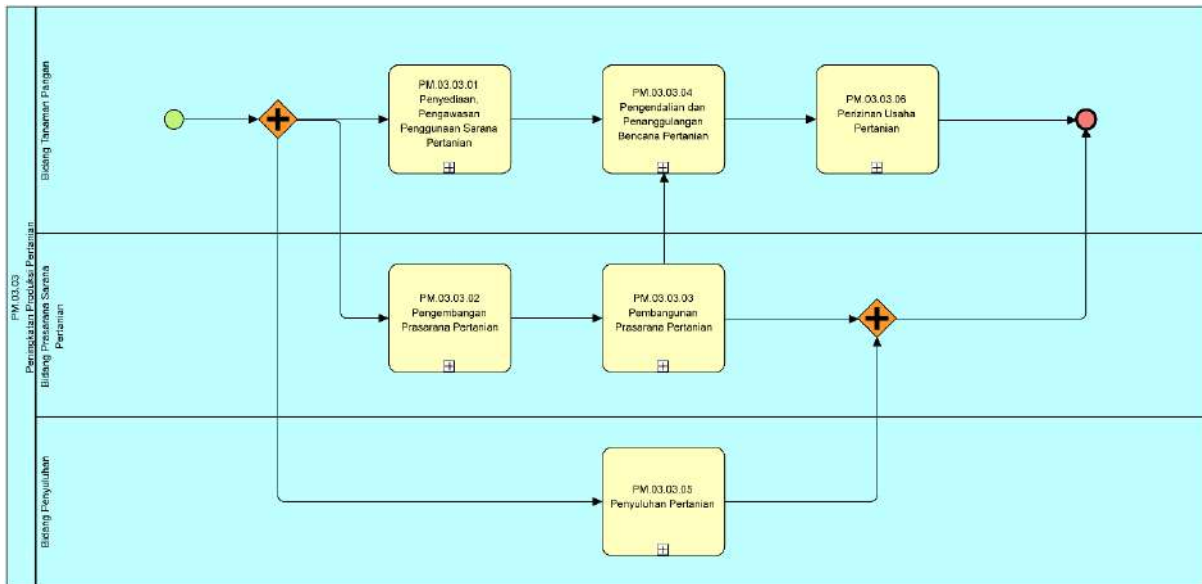 PM.03.03
Peningkatan Produksi Pertanian
Bidang Tanaman Pangan
PM.03.03.01
Penyediaan,
Pengawasan
Penggunaan Sarana
Pertanian
PM.03.03.04
Pengendalian dan
Penanggulangan
Bencana Pertanian
PM.03.03.06
Perizinan Usaha
Pertanian
Bidang Prasarana Sarana
Pertanian
PM.03.03.02
Pengembangan
Prasarana Pertanian
PM.03.03.03
Pembangunan
Prasarana Pertanian
Bidang Penyuluhan
PM.03.03.05
Penyuluhan Pertanian